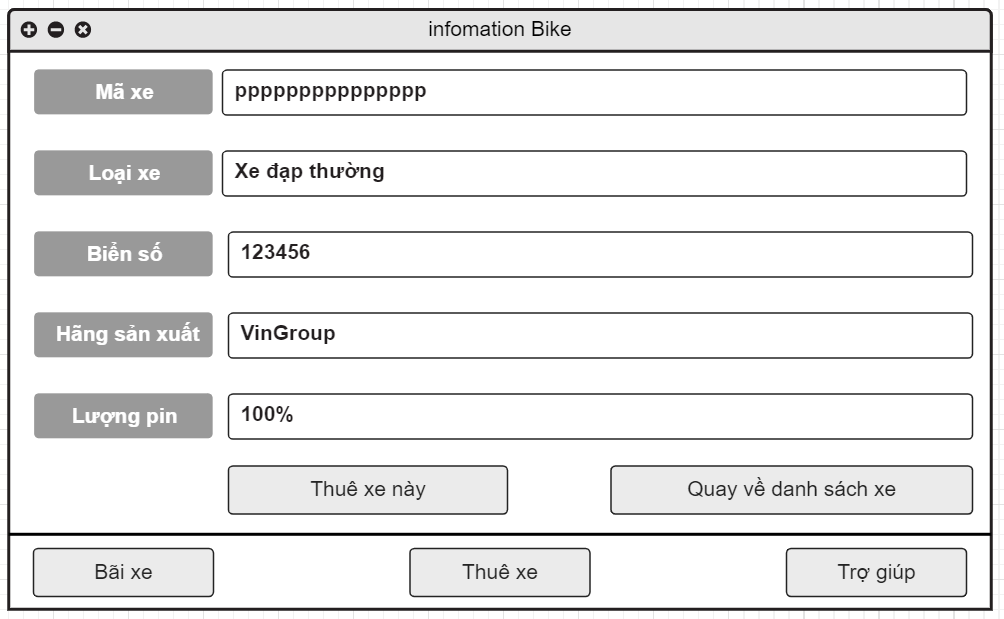 infomation Bike
Mã xe
ppppppppppppppp
Loại xe
Xe đạp thường
Biển số
123456
Hãng sản xuất
VinGroup
Lượng pin
100%
Thuê xe này
Quay về danh sách xe
Bãi xe
Thuê xe
Trợ giúp